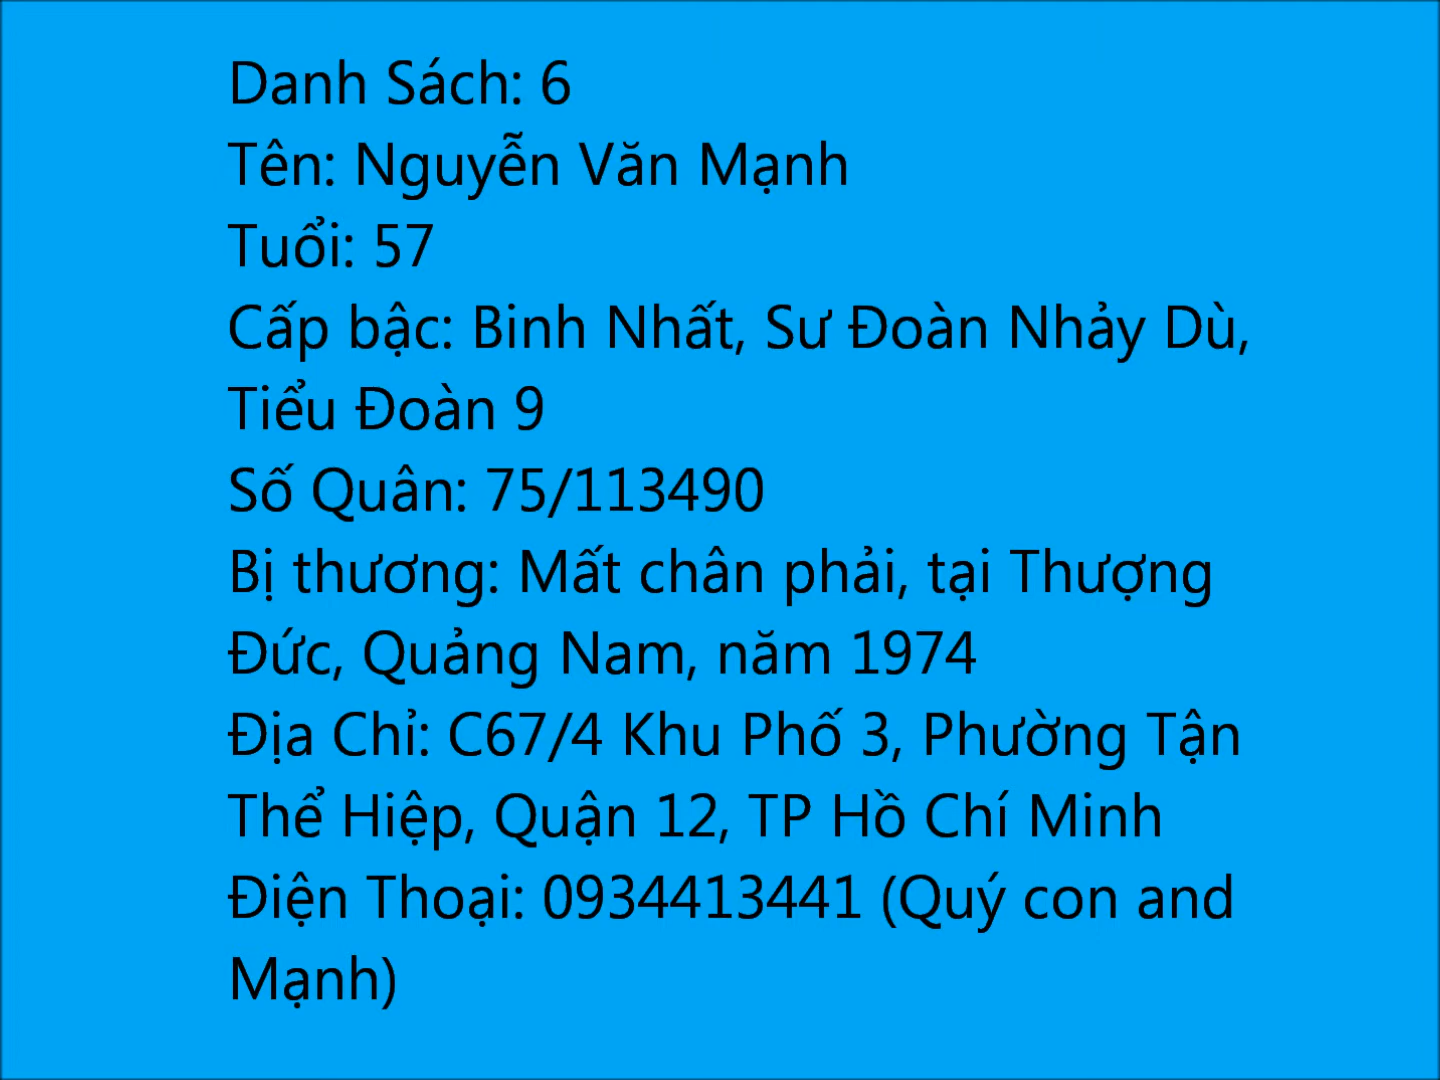 Danh Sách: 6
Tên: Nguyễn Văn Mạnh
Tuổi: 57
Cấp bậc: Binh Nhất, Sư Đoàn Nhảy Dù,
Tiểu Đoàn 9
Số Quân: 75/113490
Bị thương: Mất chân phải, tại Thượng
Đức, Quảng Nam, năm 1974
Địa Chỉ: C67/4 Khu Phố 3, Phường Tận
Thể Hiệp, Quận 12, TP Hồ Chí Minh
Điện Thoại: 0934413441 (Quý con and
Mạnh)